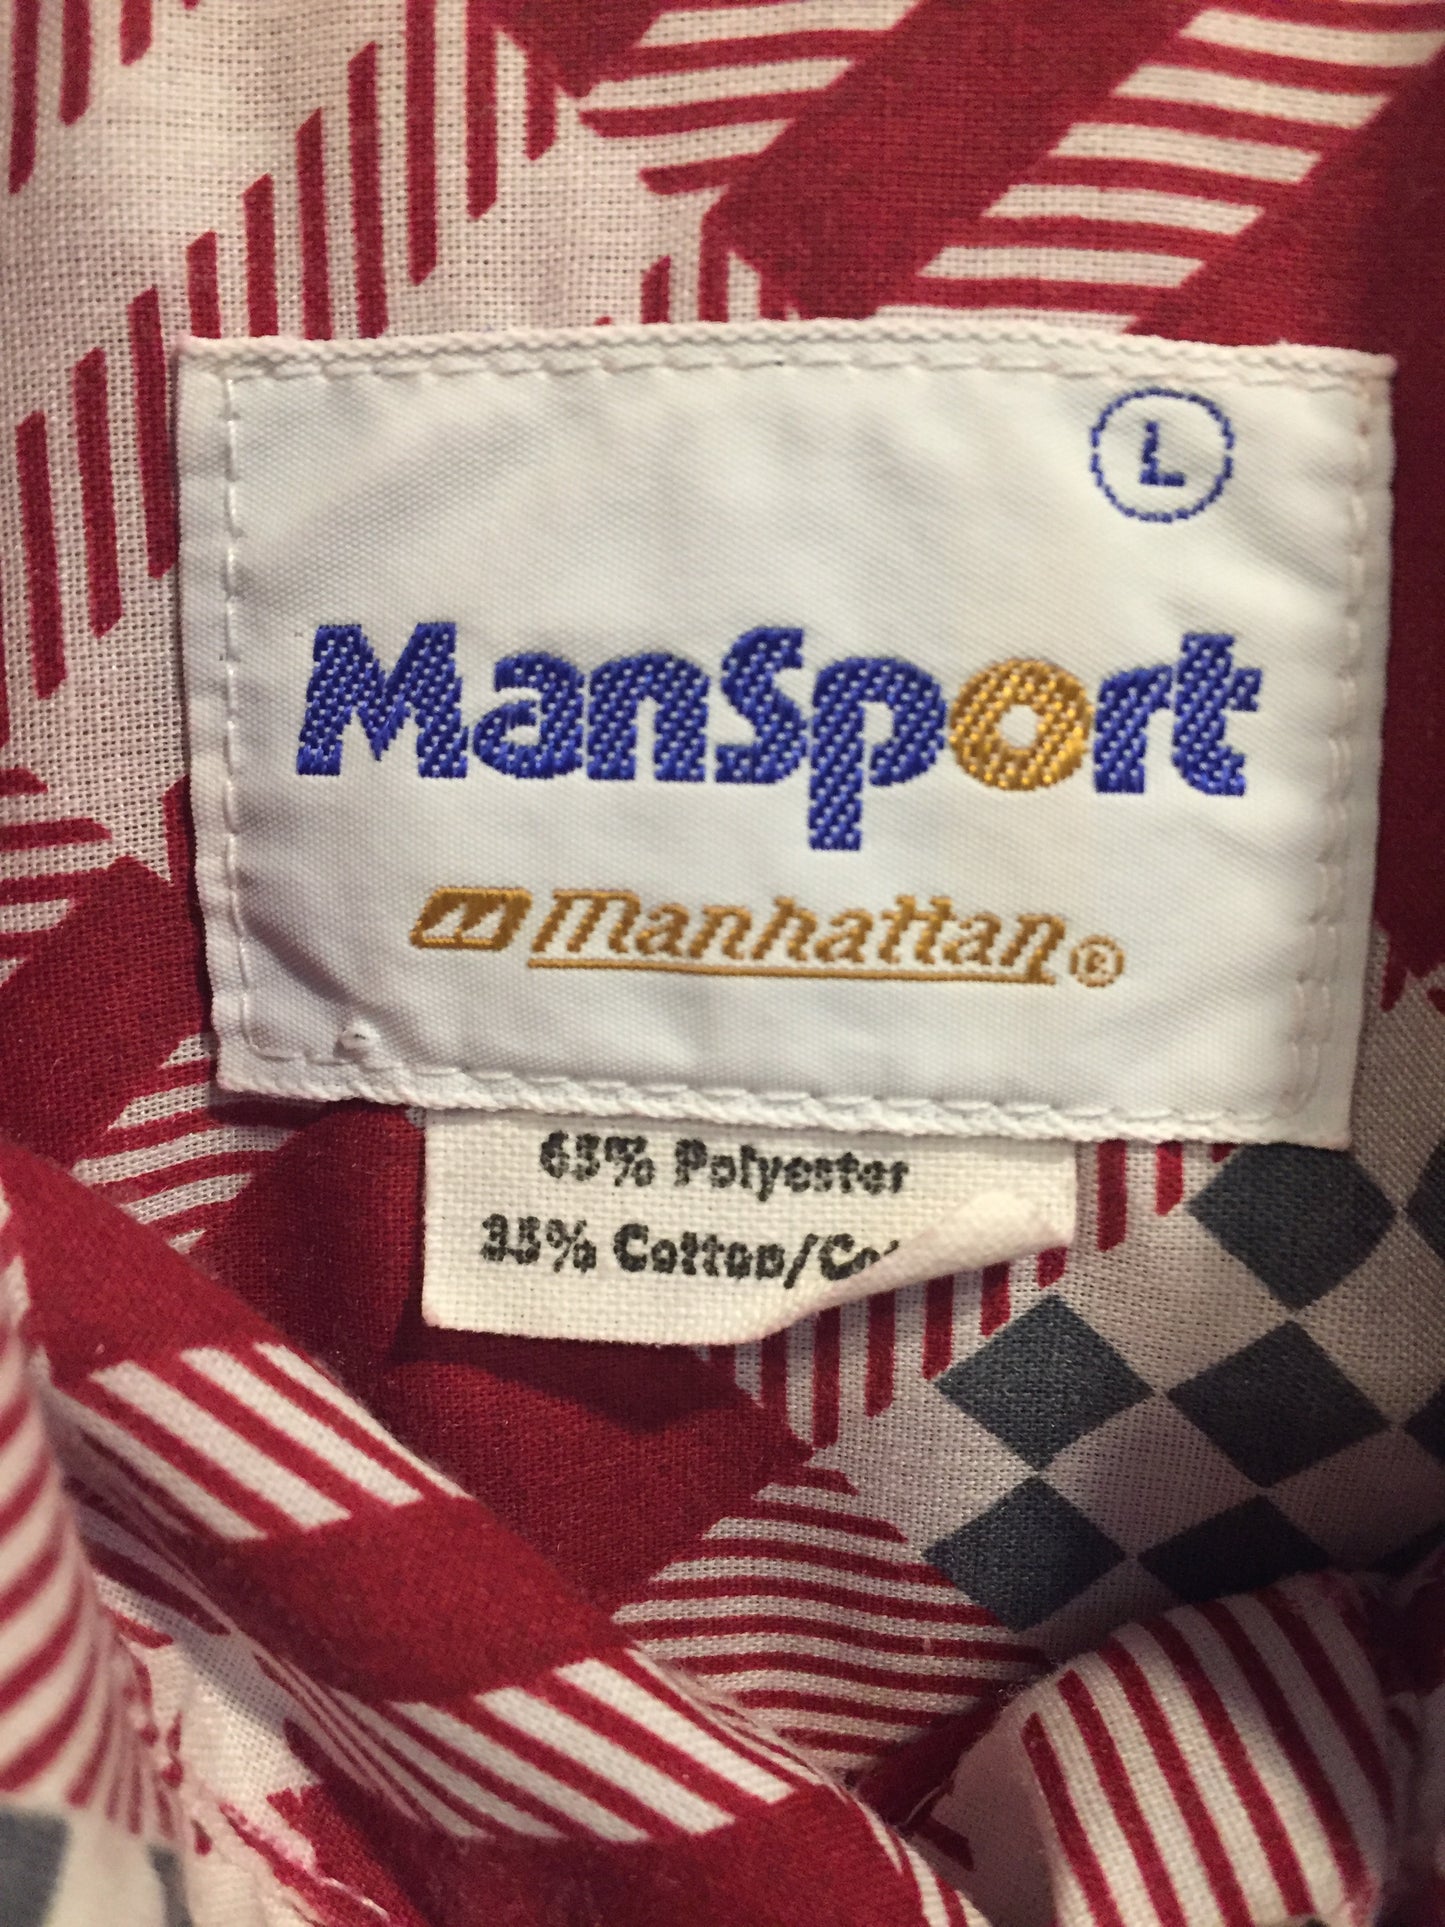 L
ManSport
manhattan®
65% Polyester
35% Cotton/Co